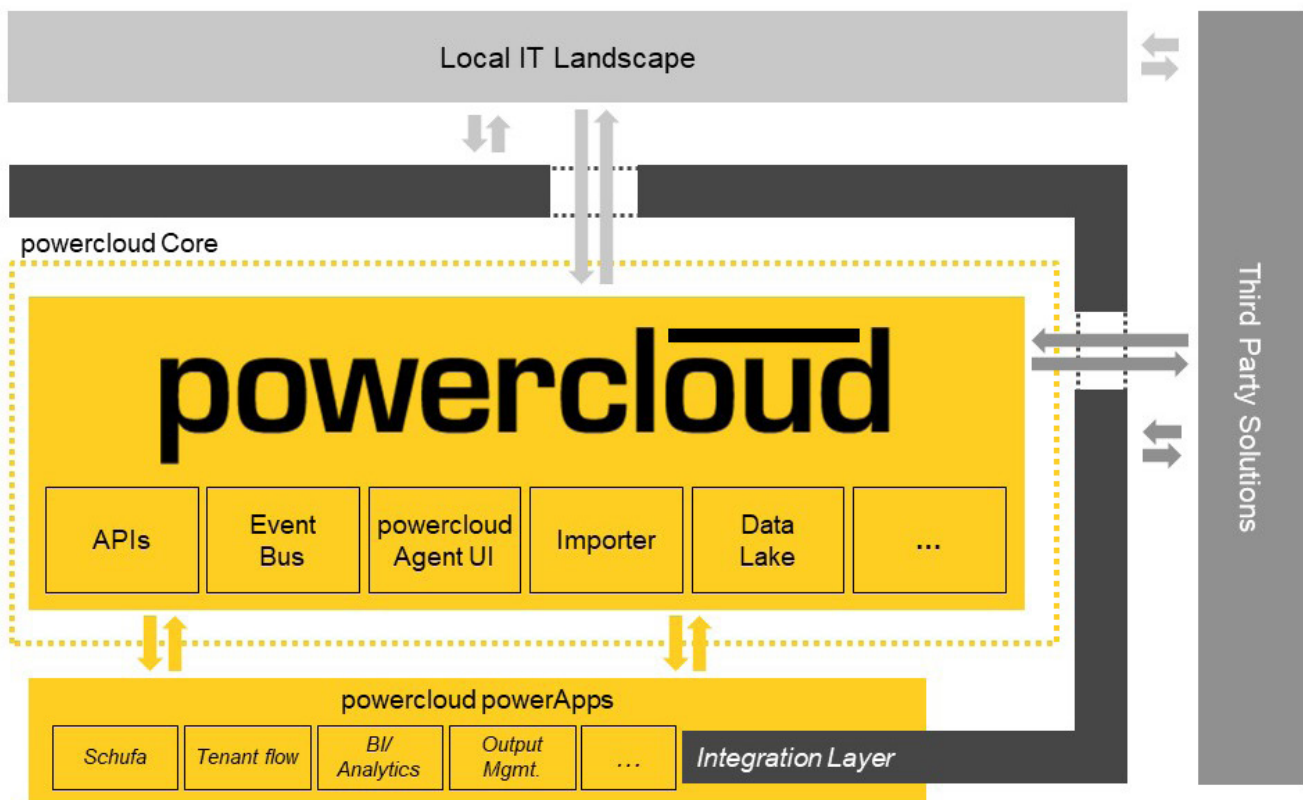 Local IT Landscape
powercloud Core
powercloud
APIs
Event
Bus
powercloud
Agent UI
Importer
Data
Lake
...
powercloud powerApps
Schufa
Tenant flow
BI/
Analytics
Output
Mgmt.
...
Integration Layer
Third Party Solutions